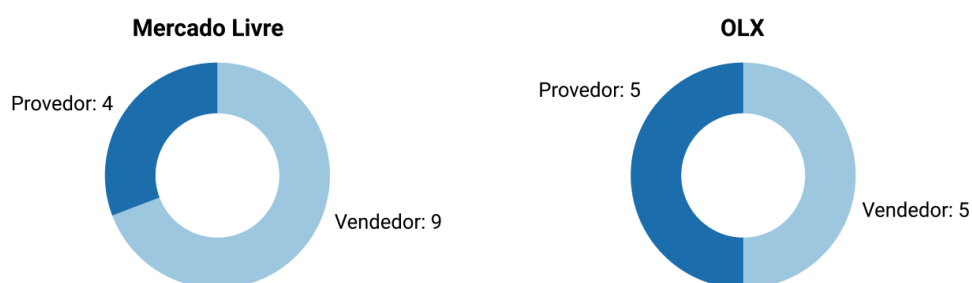 Mercado Livre
Provedor: 4
Vendedor: 9
OLX
Provedor: 5
Vendedor: 5